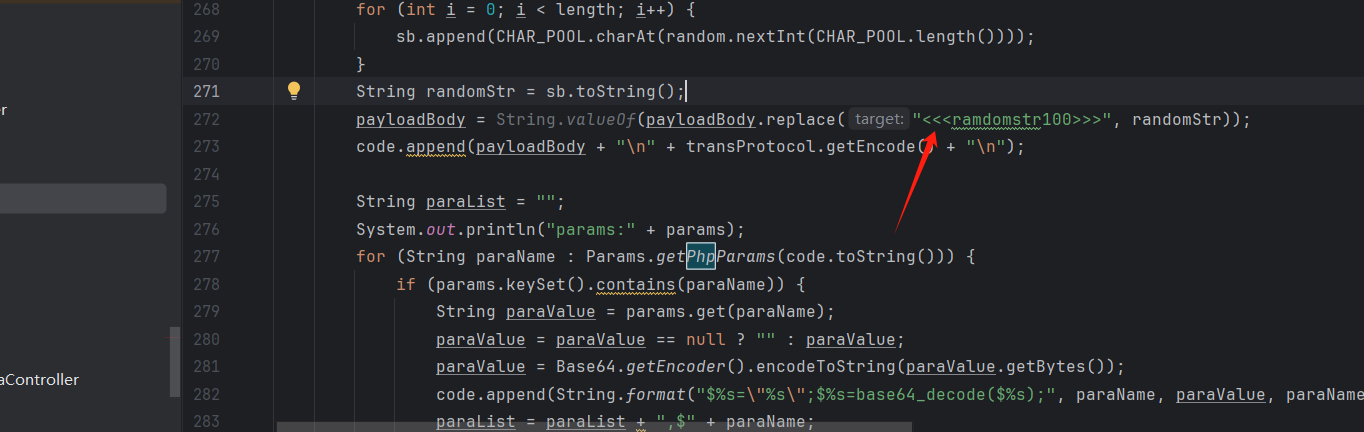 268 for (int i = 0; i < length; i++) {
269 sb.append(CHAR_POOL.charAt(random.nextInt(CHAR_POOL.length())));
270 }
er
271 String randomStr = sb.toString();
272 payloadBody = String.valueOf(payloadBody.replace( target: "<<<ramdomstr100>>>", randomStr));
273 code.append(payloadBody + "\n" + transProtocol.getEncode() + "\n");
274
275 String paraList = "";
276 System.out.println("params:" + params);
277 for (String paraName : Params.getPhpParams(code.toString())) {
278 if (params.keySet().contains(paraName)) {
279 String paraValue = params.get(paraName);
280 paraValue = paraValue == null ? "" : paraValue;
281 paraValue = Base64.getEncoder().encodeToString(paraValue.getBytes());
aController
282 code.append(String.format("$%s=\"%s\";$%s=base64_decode($%s);", paraName, paraValue, paraName
283 paraList = paraList + ",$" + paraName;